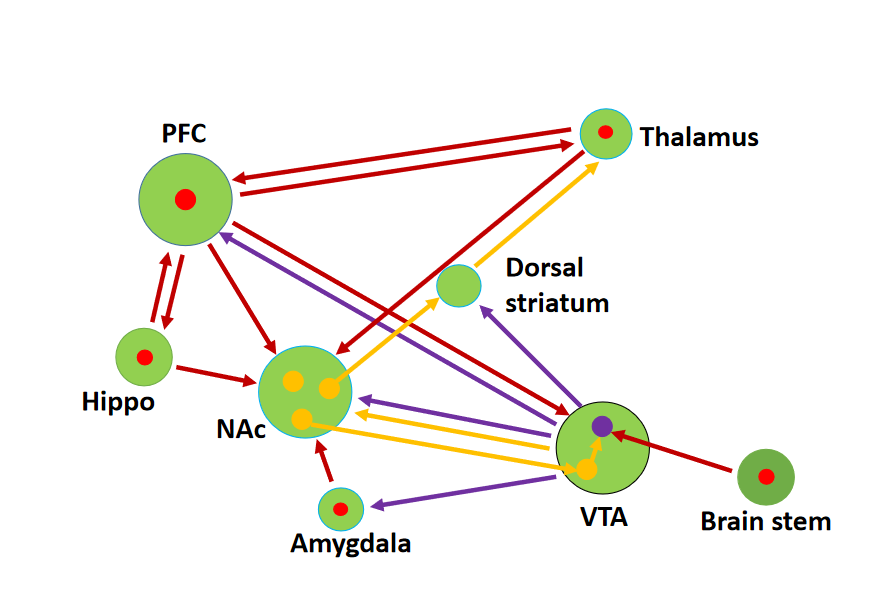 PFC
Thalamus
Dorsal
striatum
Hippo
NAc
VTA
Brain stem
Amygdala